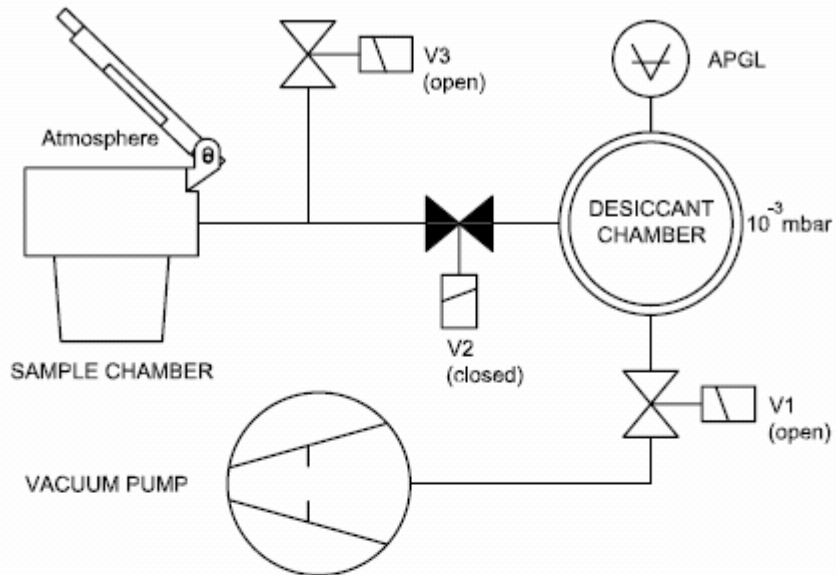 V3
(open)
APGL
Atmosphere
DESICCANT
CHAMBER
10⁻³ mbar
V2
(closed)
SAMPLE CHAMBER
V1
(open)
VACUUM PUMP